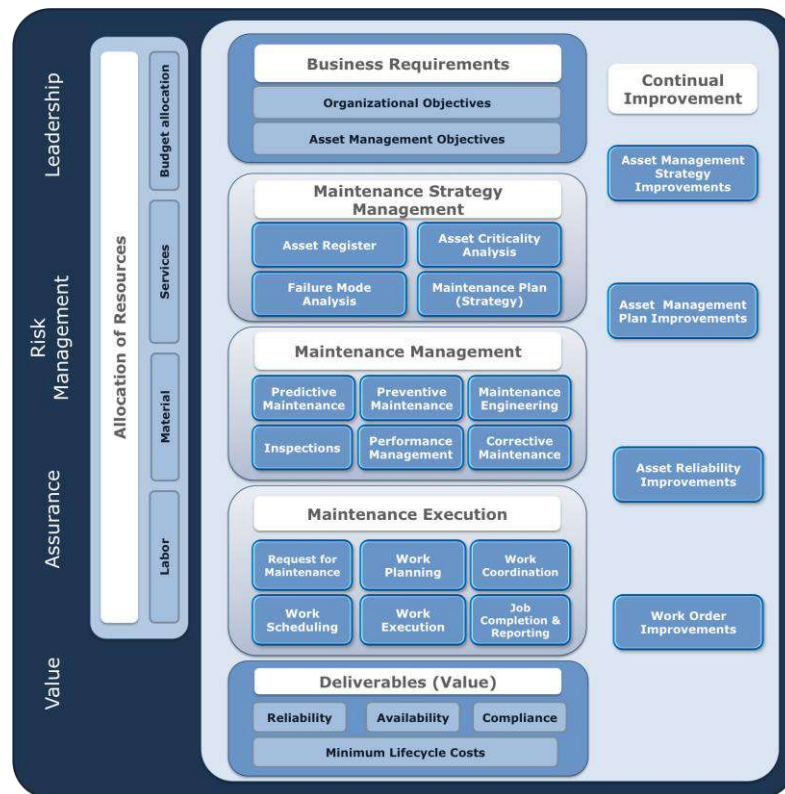 Leadership
Risk
Management
Assurance
Value
Allocation of Resources
Budget allocation
Services
Material
Labor
Business Requirements
Organizational Objectives
Asset Management Objectives
Maintenance Strategy
Management
Asset Register
Asset Criticality
Analysis
Failure Mode
Analysis
Maintenance Plan
(Strategy)
Maintenance Management
Predictive
Maintenance
Preventive
Maintenance
Maintenance
Engineering
Inspections
Performance
Management
Corrective
Maintenance
Maintenance Execution
Request for
Maintenance
Work
Planning
Work
Coordination
Work
Scheduling
Work
Execution
Job
Completion &
Reporting
Deliverables (Value)
Reliability
Availability
Compliance
Minimum Lifecycle Costs
Continual
Improvement
Asset Management
Strategy
Improvements
Asset Management
Plan Improvements
Asset Reliability
Improvements
Work Order
Improvements